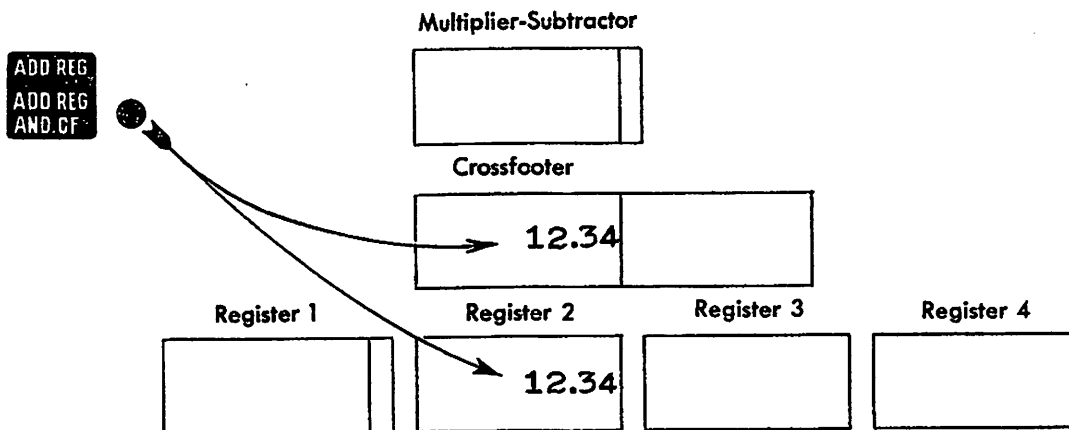 Multiplier-Subtractor
ADD REG
ADD REG
AND.CF
Crossfooter
12.34
Register 1 Register 2 Register 3 Register 4
12.34